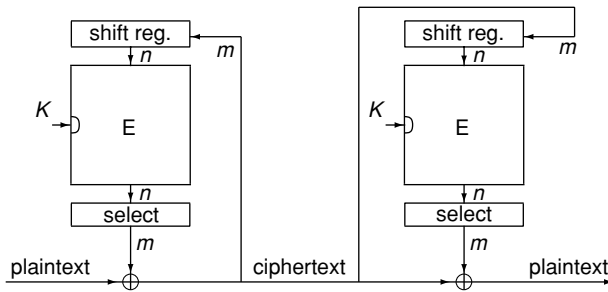 shift reg.
m
n
K
E
n
select
m
plaintext
ciphertext
shift reg.
m
n
K
E
n
select
m
plaintext